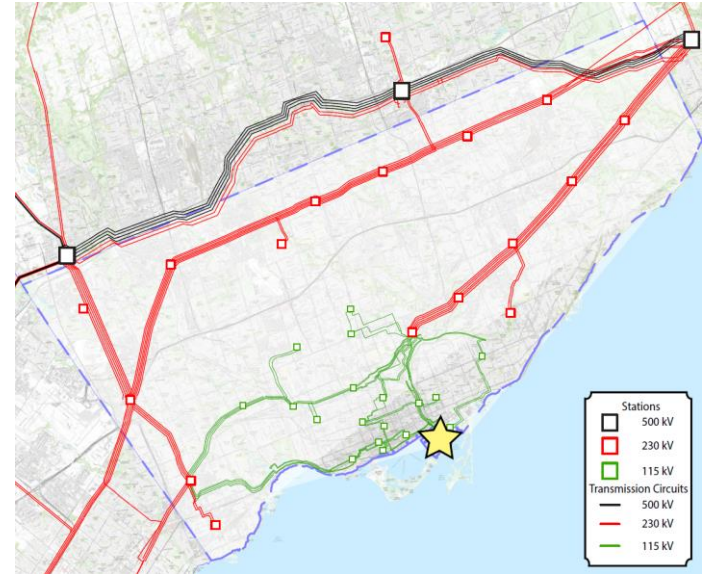 Stations
500 kV
230 kV
115 kV
Transmission Circuits
500 kV
230 kV
115 kV